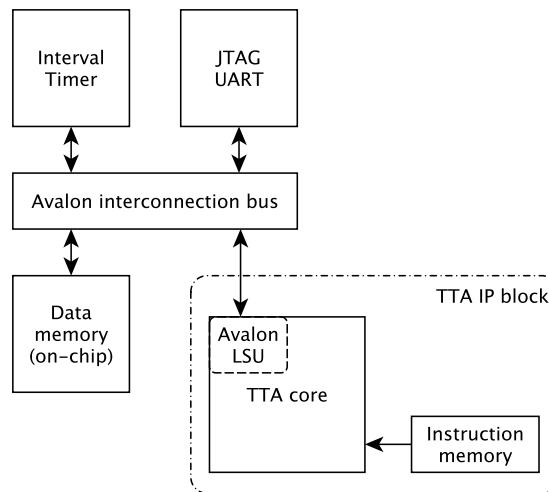 Interval
Timer
JTAG
UART
Avalon interconnection bus
Data
memory
(on-chip)
TTA IP block
Avalon
LSU
TTA core
Instruction
memory